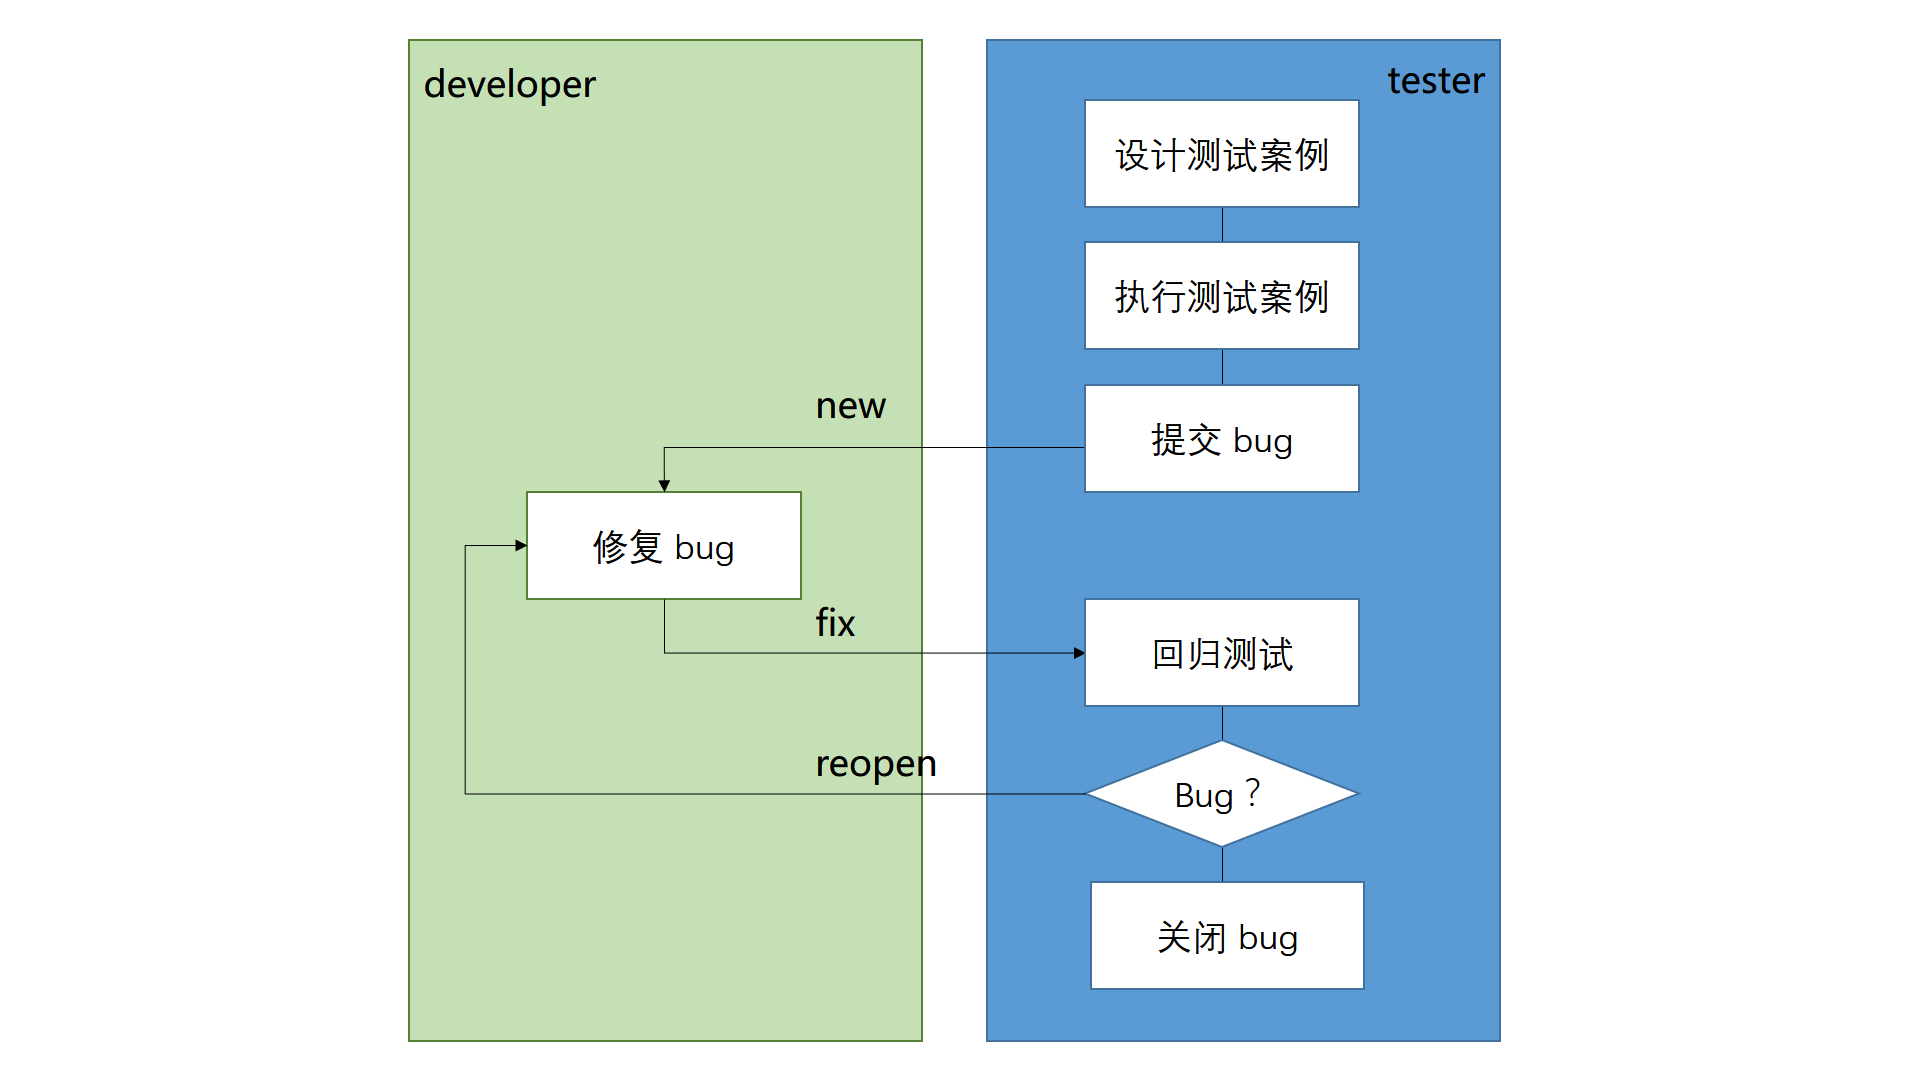 developer
tester
设计测试案例
执行测试案例
new
提交 bug
修复 bug
fix
回归测试
reopen
Bug？
关闭 bug